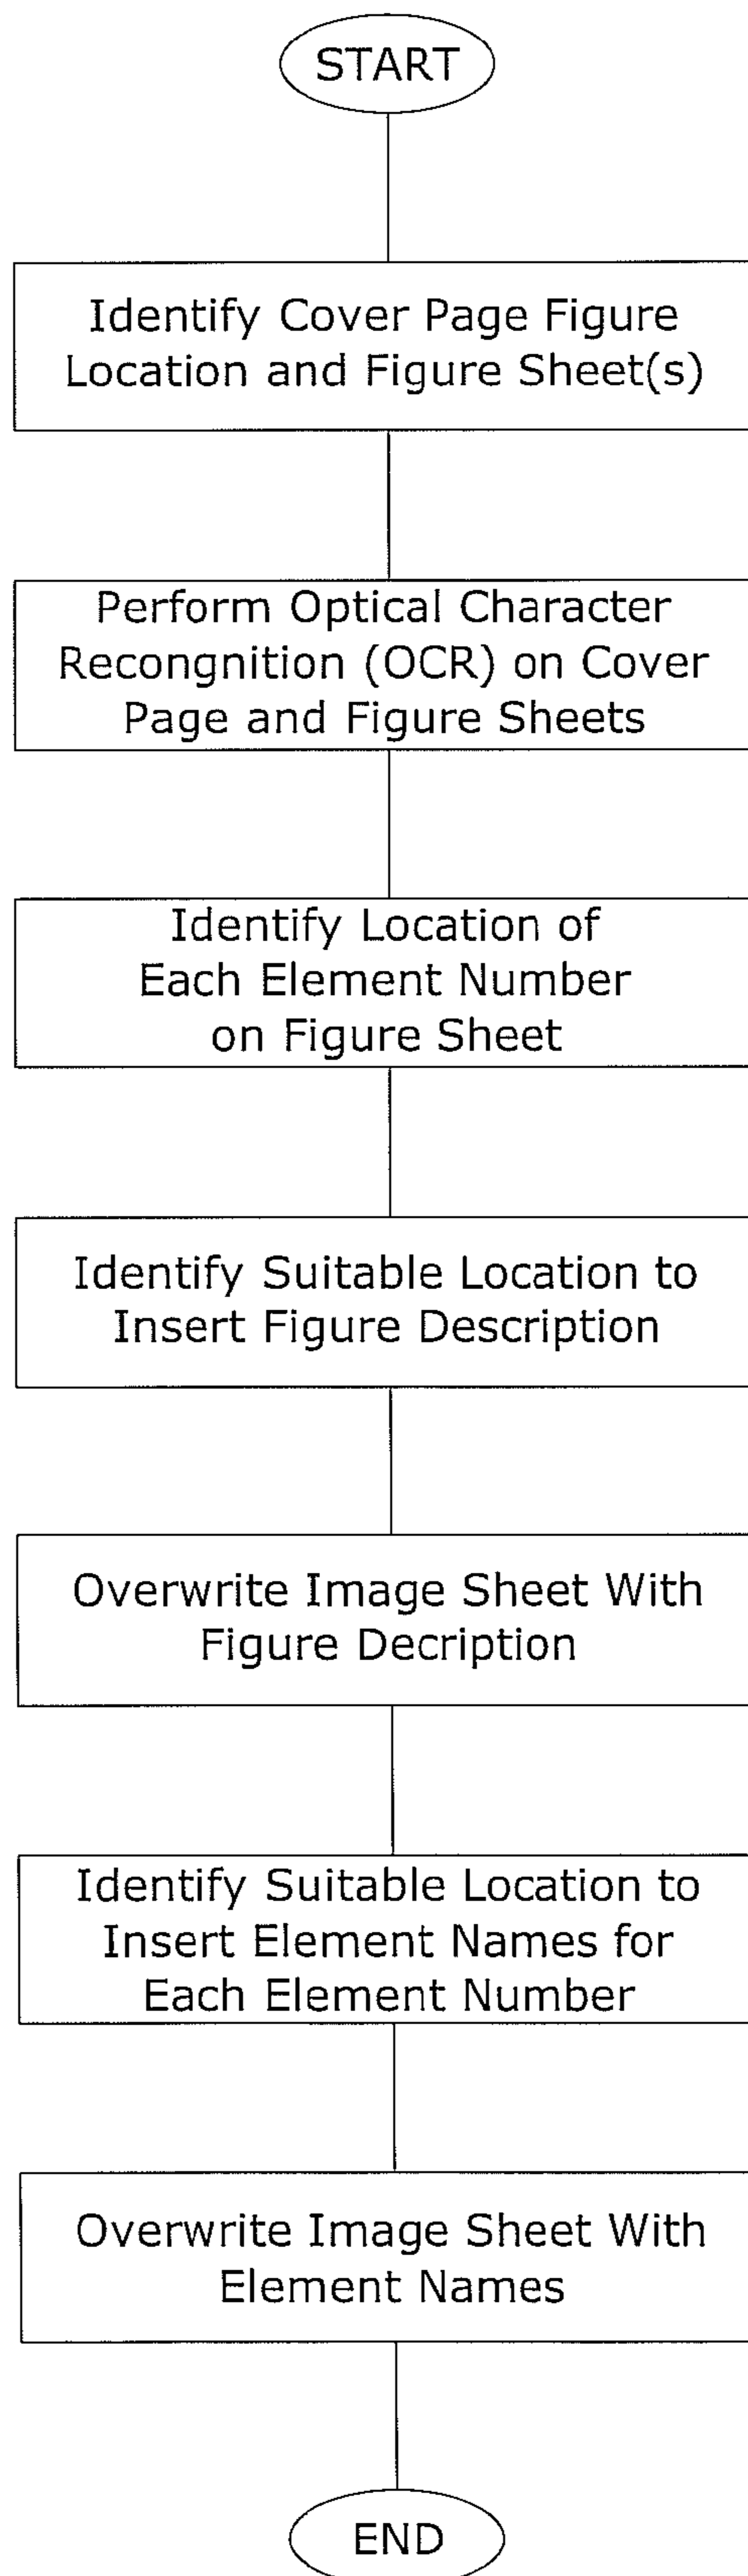 START
Identify Cover Page Figure
Location and Figure Sheet(s)
Perform Optical Character
Recongnition (OCR) on Cover
Page and Figure Sheets
Identify Location of
Each Element Number
on Figure Sheet
Identify Suitable Location to
Insert Figure Description
Overwrite Image Sheet With
Figure Decription
Identify Suitable Location to
Insert Element Names for
Each Element Number
Overwrite Image Sheet With
Element Names
END